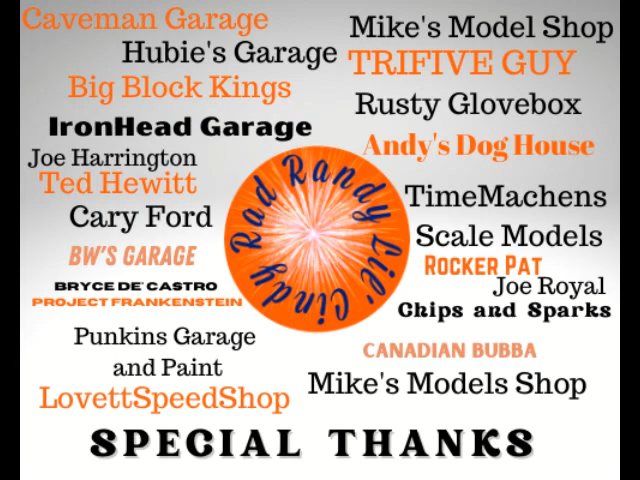 Caveman Garage
Mike's Model Shop
Hubie's Garage
TRIFIVE GUY
Big Block Kings
Rusty Glovebox
IronHead Garage
Andy's Dog House
Joe Harrington
Ted Hewitt
TimeMachens
Cary Ford
Scale Models
BW'S GARAGE
ROCKER PAT
Rad Randy Lil' Cindy
BRYCE DE' CASTRO
Joe Royal
PROJECT FRANKENSTEIN
Chips and Sparks
Punkins Garage
and Paint
CANADIAN BUBBA
LovettSpeedShop
Mike's Models Shop
SPECIAL THANKS